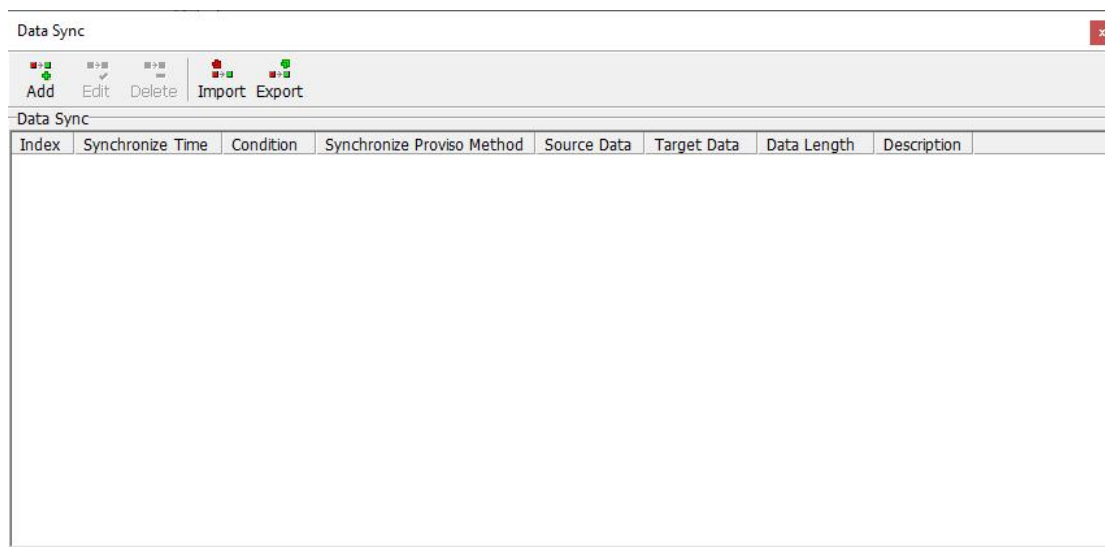 Data Sync
Add Edit Delete Import Export
Data Sync
Index Synchronize Time Condition Synchronize Proviso Method Source Data Target Data Data Length Description